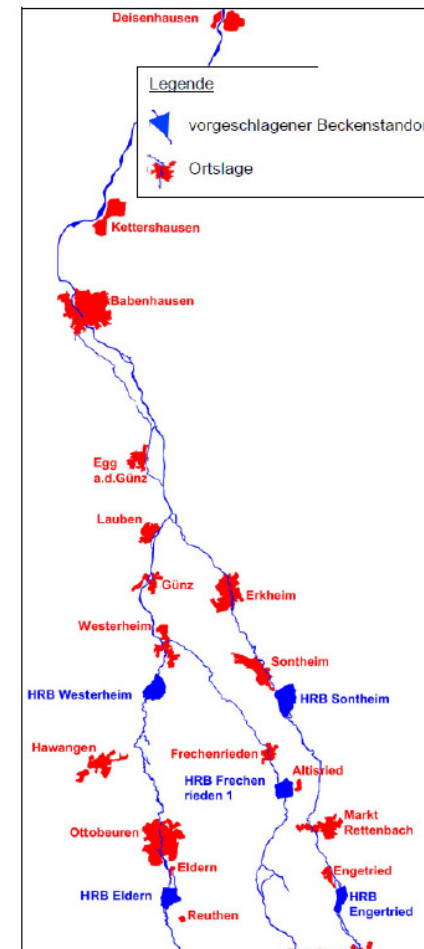 Deisenhausen
Legende
vorgeschlagener Beckenstandor
Ortslage
Kettershausen
Babenhausen
Egg
a.d.Günz
Lauben
Günz
Erkheim
Westerheim
Sontheim
HRB Westerheim
HRB Sontheim
Frechenrieden
Hawangen
HRB Frechen
rieden 1
Altisried
Markt
Rettenbach
Ottobeuren
Eldern
Engetried
HRB Eldern
HRB
Engertried
Reuthen